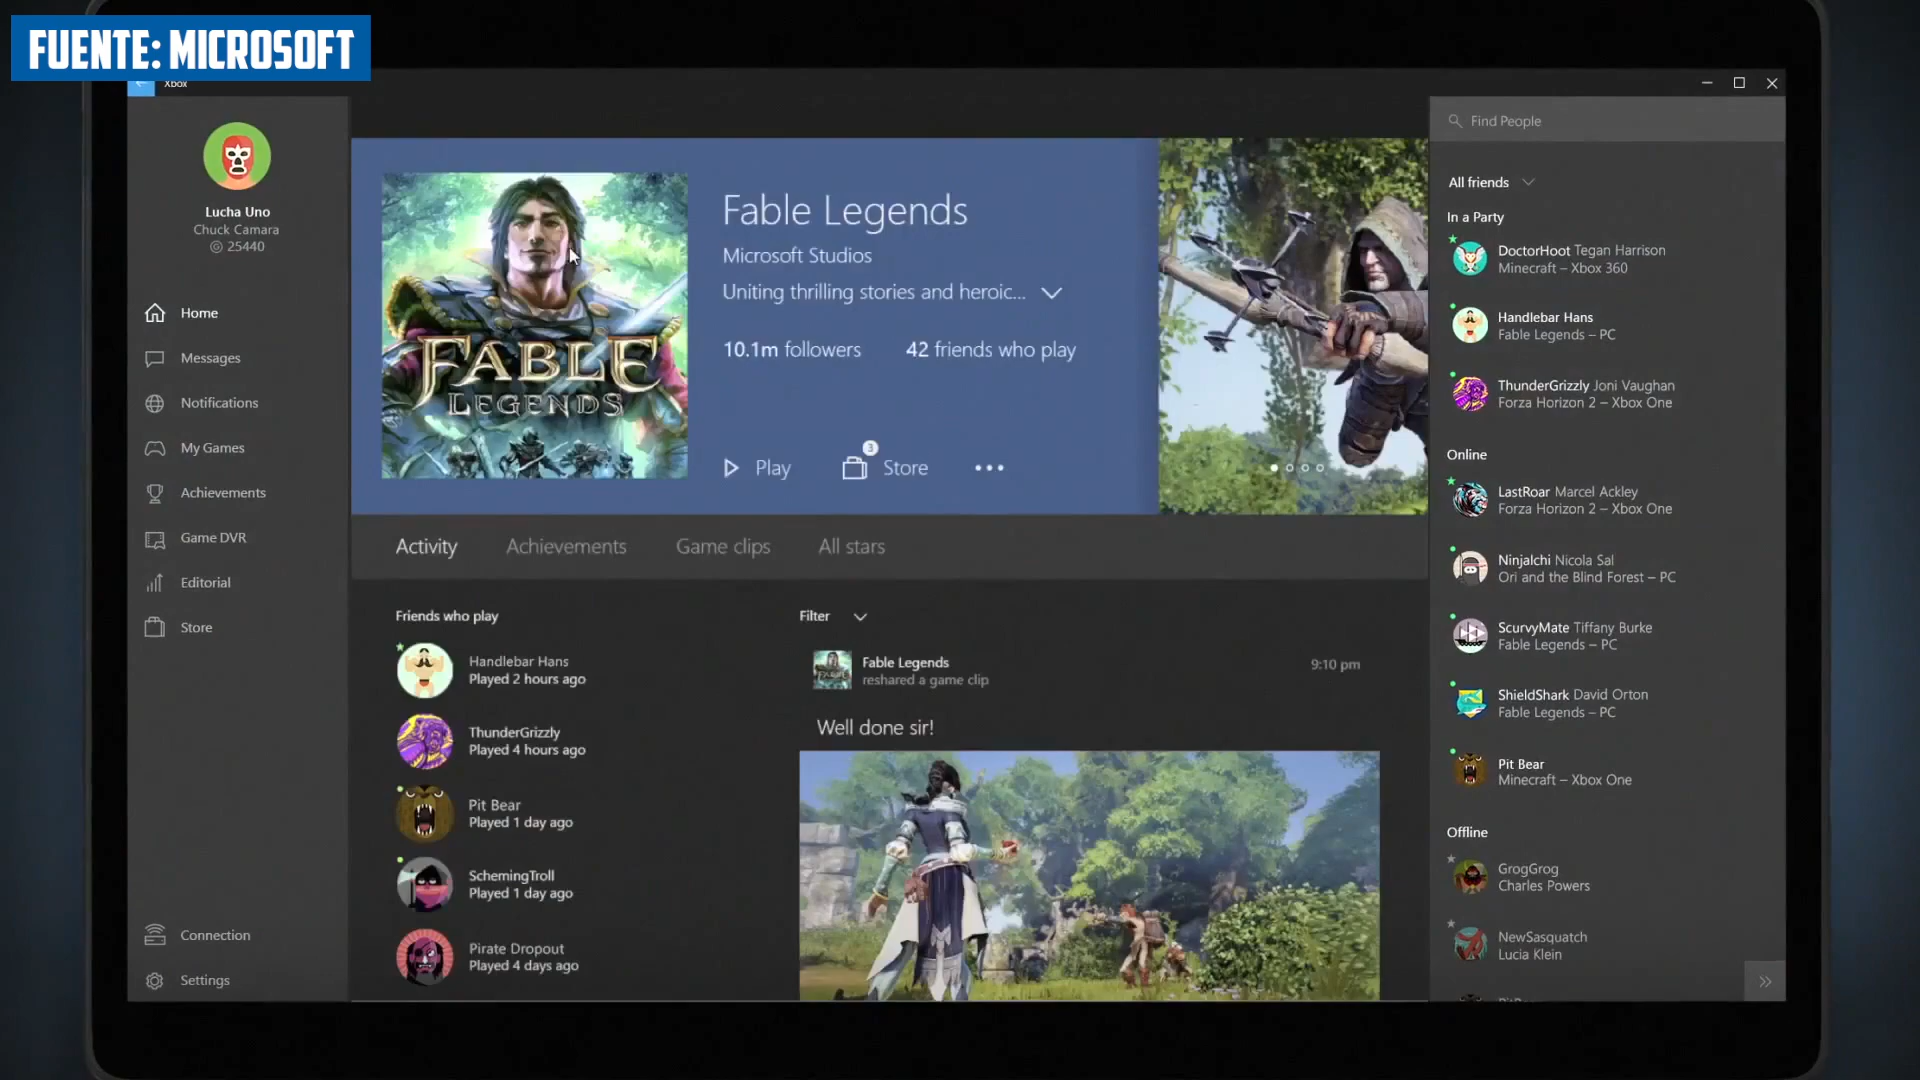 FUENTE: MICROSOFT
Xbox
Lucha Uno
Chuck Camara
25440
Home
Messages
Notifications
My Games
Achievements
Game DVR
Editorial
Store
Connection
Settings
FABLE
LEGENDS
Fable Legends
Microsoft Studios
Uniting thrilling stories and heroic...
10.1m followers
42 friends who play
Play
3
Store
Activity
Achievements
Game clips
All stars
Friends who play
Handlebar Hans
Played 2 hours ago
ThunderGrizzly
Played 4 hours ago
Pit Bear
Played 1 day ago
SchemingTroll
Played 1 day ago
Pirate Dropout
Played 4 days ago
Filter
Fable Legends
reshared a game clip
9:10 pm
Well done sir!
Find People
All friends
In a Party
DoctorHoot Tegan Harrison
Minecraft – Xbox 360
Handlebar Hans
Fable Legends – PC
ThunderGrizzly Joni Vaughan
Forza Horizon 2 – Xbox One
Online
LastRoar Marcel Ackley
Forza Horizon 2 – Xbox One
Ninjalchi Nicola Sal
Ori and the Blind Forest – PC
ScurvyMate Tiffany Burke
Fable Legends – PC
ShieldShark David Orton
Fable Legends – PC
Pit Bear
Minecraft – Xbox One
Offline
GrogGrog
Charles Powers
NewSasquatch
Lucia Klein